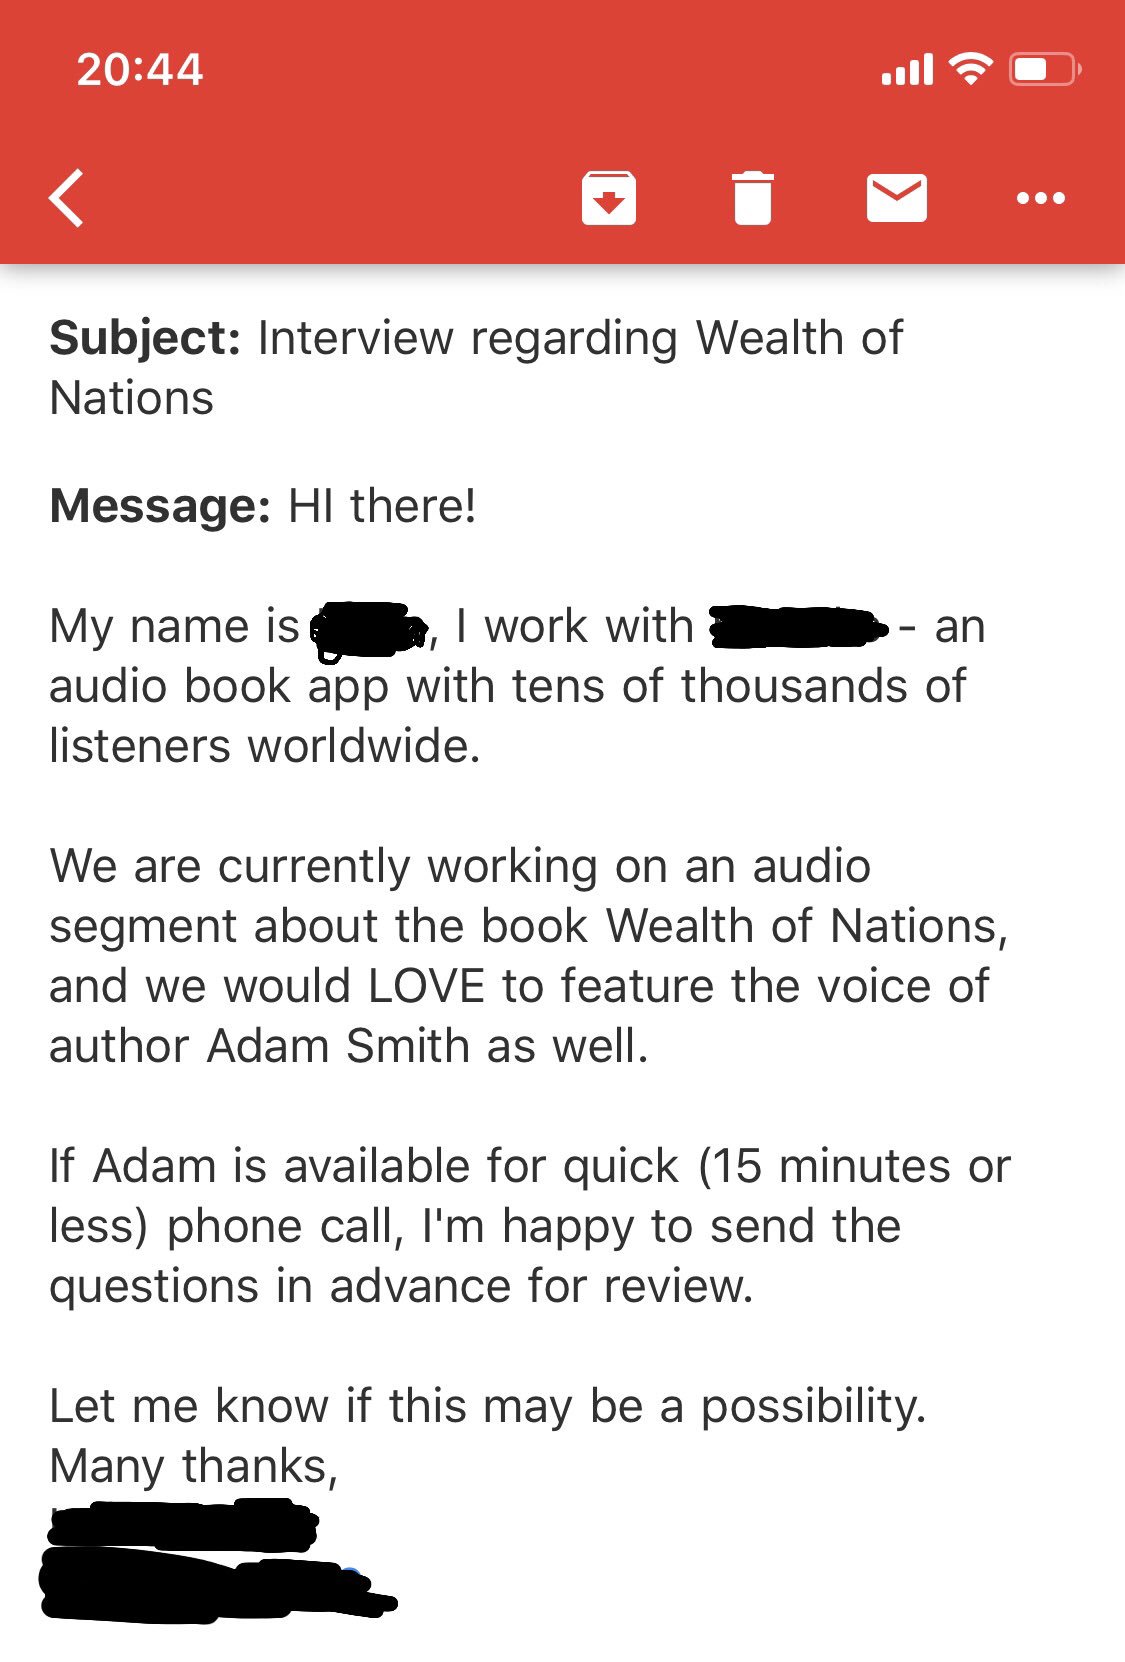 20:44
Subject: Interview regarding Wealth of
Nations
Message: HI there!
My name is , I work with - an
audio book app with tens of thousands of
listeners worldwide.
We are currently working on an audio
segment about the book Wealth of Nations,
and we would LOVE to feature the voice of
author Adam Smith as well.
If Adam is available for quick (15 minutes or
less) phone call, I'm happy to send the
questions in advance for review.
Let me know if this may be a possibility.
Many thanks,